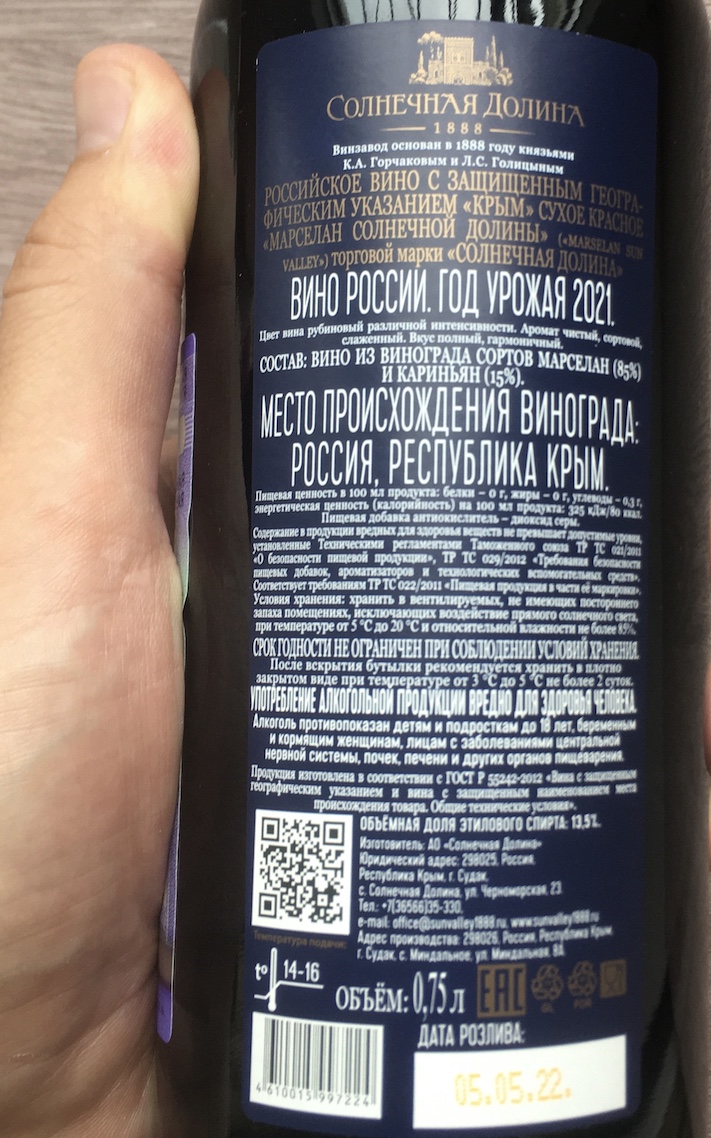 СОЛНЕЧНАЯ ДОЛИНА
1888
Винзавод основан в 1888 году князьями
К.А. Горчаковым и Л.С. Голицыным
РОССИЙСКОЕ ВИНО С ЗАЩИЩЕННЫМ ГЕОГРА-
ФИЧЕСКИМ УКАЗАНИЕМ «КРЫМ» СУХОЕ КРАСНОЕ
«МАРСЕЛАН СОЛНЕЧНОЙ ДОЛИНЫ» («MARSELAN SUN
VALLEY») торговой марки «СОЛНЕЧНАЯ ДОЛИНА»
ВИНО РОССИИ. ГОД УРОЖАЯ 2021.
Цвет вина рубиновый различной интенсивности. Аромат чистый, сортовой,
слаженный. Вкус полный, гармоничный.
СОСТАВ: ВИНО ИЗ ВИНОГРАДА СОРТОВ МАРСЕЛАН (85%)
И КАРИНЬЯН (15%).
МЕСТО ПРОИСХОЖДЕНИЯ ВИНОГРАДА:
РОССИЯ, РЕСПУБЛИКА КРЫМ.
Пищевая ценность в 100 мл продукта: белки – 0 г, жиры – 0 г, углеводы – 0,3 г,
энергетическая ценность (калорийность) на 100 мл продукта: 325 кДж/80 ккал.
Пищевая добавка антиокислитель – диоксид серы.
Содержание в продукции вредных для здоровья веществ не превышает допустимые уровни,
установленные Техническими регламентами Таможенного союза ТР ТС 021/2011
«О безопасности пищевой продукции», ТР ТС 029/2012 «Требования безопасности
пищевых добавок, ароматизаторов и технологических вспомогательных средств».
Соответствует требованиям ТР ТС 022/2011 «Пищевая продукция в части её маркировки».
Условия хранения: хранить в вентилируемых, не имеющих постороннего
запаха помещениях, исключающих воздействие прямого солнечного света,
при температуре от 5 °С до 20 °С и относительной влажности не более 85%.
СРОК ГОДНОСТИ НЕ ОГРАНИЧЕН ПРИ СОБЛЮДЕНИИ УСЛОВИЙ ХРАНЕНИЯ.
После вскрытия бутылки рекомендуется хранить в плотно
закрытом виде при температуре от 3 °С до 5 °С не более 2 суток.
УПОТРЕБЛЕНИЕ АЛКОГОЛЬНОЙ ПРОДУКЦИИ ВРЕДНО ДЛЯ ЗДОРОВЬЯ ЧЕЛОВЕКА.
Алкоголь противопоказан детям и подросткам до 18 лет, беременным
и кормящим женщинам, лицам с заболеваниями центральной
нервной системы, почек, печени и других органов пищеварения.
Продукция изготовлена в соответствии с ГОСТ Р 55242-2012 «Вина с защищенным
географическим указанием и вина с защищенным наименованием места
происхождения товара. Общие технические условия».
ОБЪЁМНАЯ ДОЛЯ ЭТИЛОВОГО СПИРТА: 13,5%.
Изготовитель: АО «Солнечная Долина»
Юридический адрес: 298025, Россия,
Республика Крым, г. Судак,
с. Солнечная Долина, ул. Черноморская, 23
Тел.: +7(36566)35-330,
e-mail: office@sunvalley1888.ru, www.sunvalley1888.ru
Адрес производства: 298026, Россия, Республика Крым,
г. Судак, с. Миндальное, ул. Миндальная, 8А
Температура подачи:
t° 14-16
ОБЪЁМ: 0,75 л
EAC
GL
FOR
ДАТА РОЗЛИВА:
05.05.22.
4 610015 997224